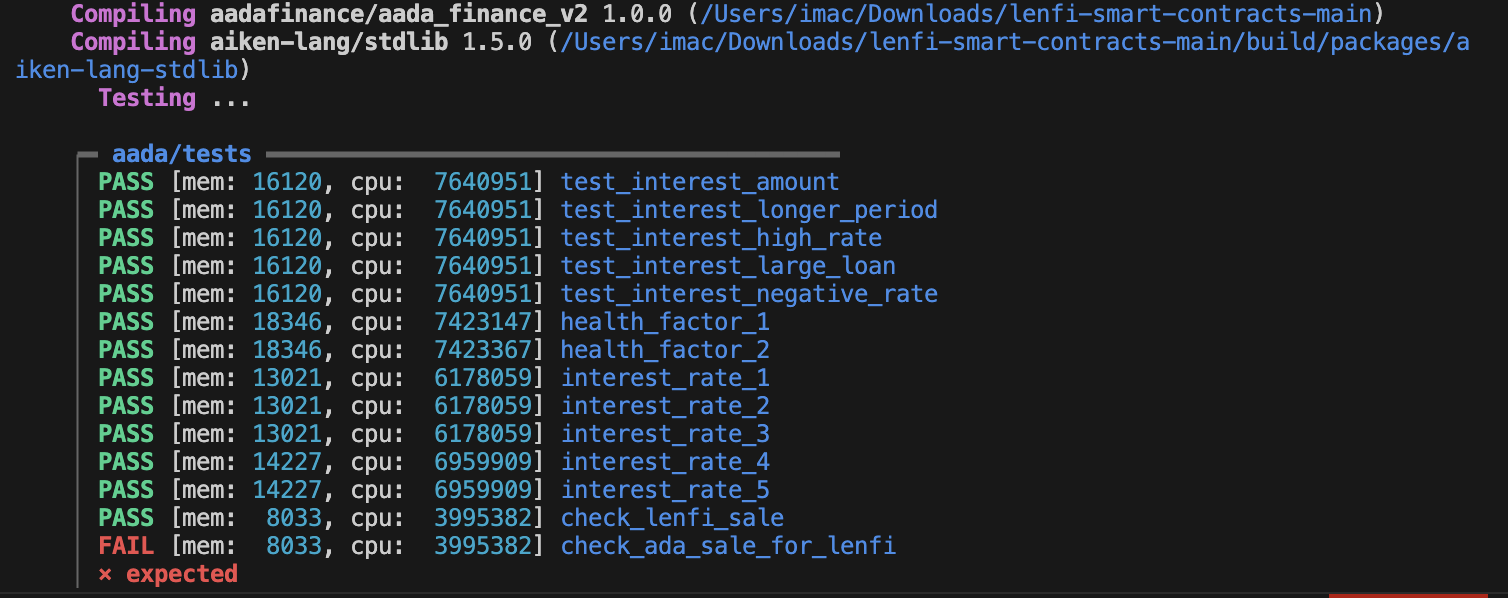 Compiling aadafinance/aada_finance_v2 1.0.0 (/Users/imac/Downloads/lenfi-smart-contracts-main)
Compiling aiken-lang/stdlib 1.5.0 (/Users/imac/Downloads/lenfi-smart-contracts-main/build/packages/a
iken-lang-stdlib)
Testing ...
aada/tests
PASS [mem: 16120, cpu:  7640951] test_interest_amount
PASS [mem: 16120, cpu:  7640951] test_interest_longer_period
PASS [mem: 16120, cpu:  7640951] test_interest_high_rate
PASS [mem: 16120, cpu:  7640951] test_interest_large_loan
PASS [mem: 16120, cpu:  7640951] test_interest_negative_rate
PASS [mem: 18346, cpu:  7423147] health_factor_1
PASS [mem: 18346, cpu:  7423367] health_factor_2
PASS [mem: 13021, cpu:  6178059] interest_rate_1
PASS [mem: 13021, cpu:  6178059] interest_rate_2
PASS [mem: 13021, cpu:  6178059] interest_rate_3
PASS [mem: 14227, cpu:  6959909] interest_rate_4
PASS [mem: 14227, cpu:  6959909] interest_rate_5
PASS [mem:  8033, cpu:  3995382] check_lenfi_sale
FAIL [mem:  8033, cpu:  3995382] check_ada_sale_for_lenfi
× expected